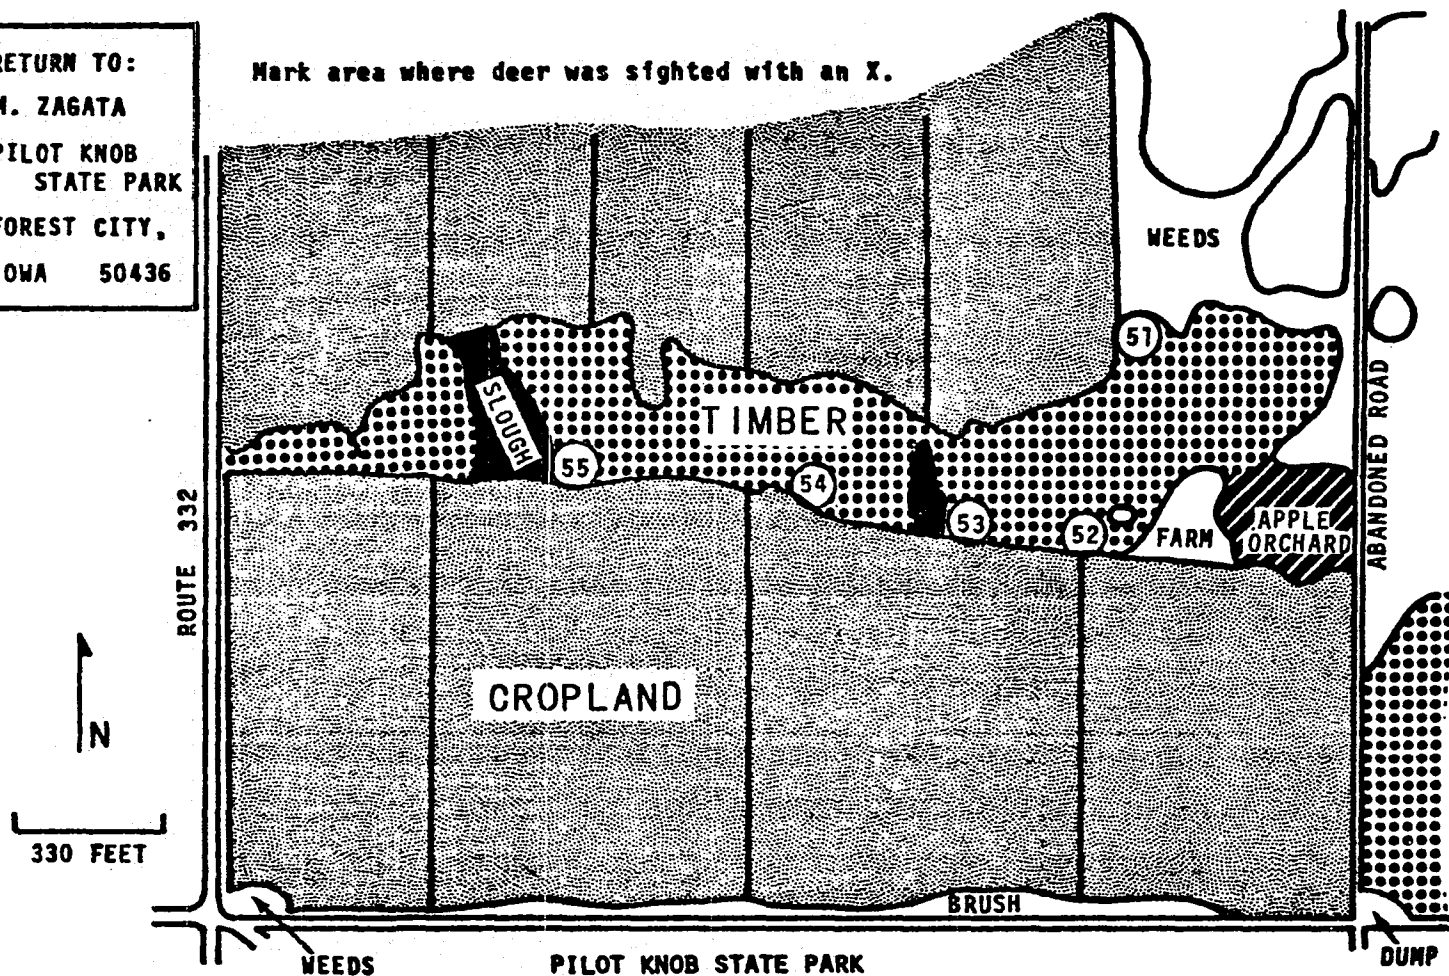 RETURN TO:
M. ZAGATA
PILOT KNOB
STATE PARK
FOREST CITY,
IOWA 50436
Mark area where deer was sighted with an X.
WEEDS
57
SLOUGH
TIMBER
55
54
53
52
FARM
APPLE
ORCHARD
ABANDONED ROAD
ROUTE 332
CROPLAND
N
330 FEET
BRUSH
WEEDS
PILOT KNOB STATE PARK
DUMP